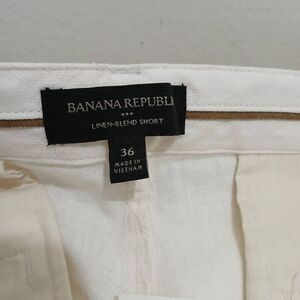 BANANA REPUBLI
LINEN-BLEND SHORT
36
MADE IN
VIETNAM